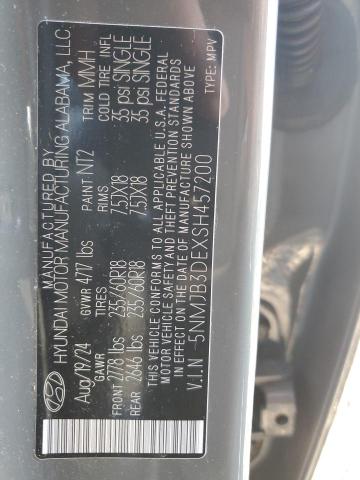 MANUFACTURED BY
HYUNDAI MOTOR MANUFACTURING ALABAMA, LLC.
Aug/09/24 GVWR 4717 lbs PAINT NT2 TRIM MMH
GAWR TIRES RIMS COLD TIRE INFL
FRONT 2778 lbs 235/60R18 7.5JX18 35 psi SINGLE
REAR 2646 lbs 235/60R18 7.5JX18 35 psi SINGLE
THIS VEHICLE CONFORMS TO ALL APPLICABLE U.S.A. FEDERAL
MOTOR VEHICLE SAFETY, BUMPER, AND
THEFT PREVENTION STANDARDS
IN EFFECT ON THE DATE OF MANUFACTURE SHOWN ABOVE.
V.I.N 5NMJB3DEXSH457200 TYPE : MPV